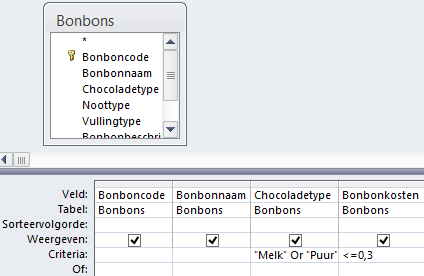 Bonbons
*
Bonboncode
Bonbonnaam
Chocoladetype
Noottype
Vullingtype
Bonbonbeschri
Veld: Bonboncode Bonbonnaam Chocoladetype Bonbonkosten
Tabel: Bonbons Bonbons Bonbons Bonbons
Sorteervolgorde:
Weergeven:
Criteria: "Melk" Or "Puur" <=0,3
Of: